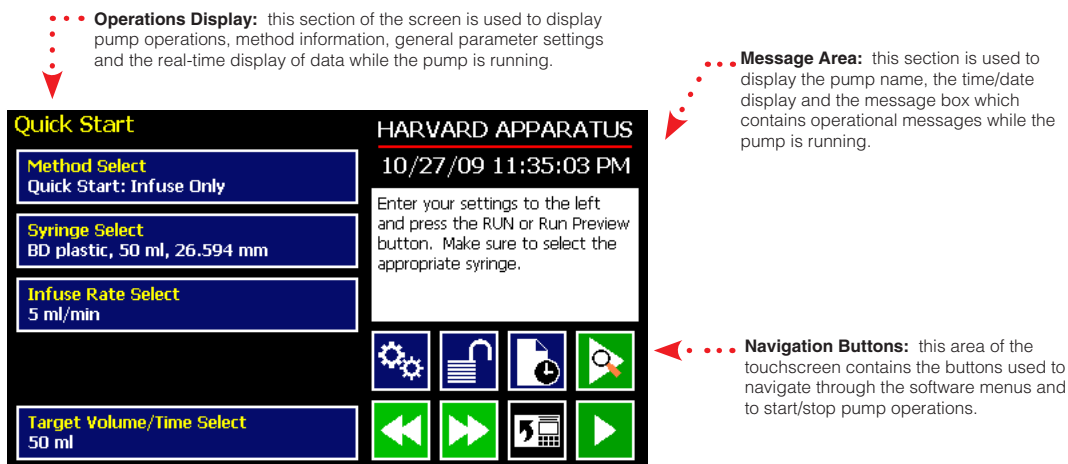 Operations Display: this section of the screen is used to display
pump operations, method information, general parameter settings
and the real-time display of data while the pump is running.
Message Area: this section is used to
display the pump name, the time/date
display and the message box which
contains operational messages while the
pump is running.
Quick Start
Method Select
Quick Start: Infuse Only
Syringe Select
BD plastic, 50 ml, 26.594 mm
Infuse Rate Select
5 ml/min
Target Volume/Time Select
50 ml
HARVARD APPARATUS
10/27/09 11:35:03 PM
Enter your settings to the left
and press the RUN or Run Preview
button. Make sure to select the
appropriate syringe.
Navigation Buttons: this area of the
touchscreen contains the buttons used to
navigate through the software menus and
to start/stop pump operations.